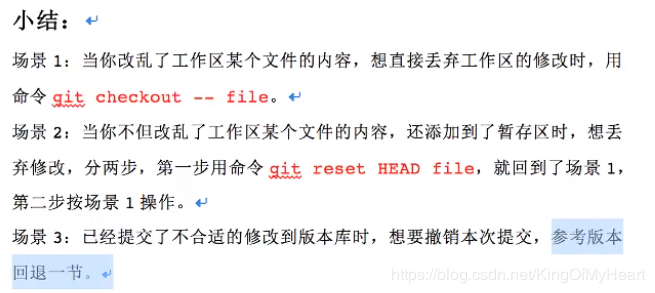 小结：
场景 1：当你改乱了工作区某个文件的内容，想直接丢弃工作区的修改时，用
命令 git checkout -- file。
场景 2：当你不但改乱了工作区某个文件的内容，还添加到了暂存区时，想丢
弃修改，分两步，第一步用命令 git reset HEAD file，就回到了场景 1，
第二步按场景 1 操作。
场景 3：已经提交了不合适的修改到版本库时，想要撤销本次提交，参考版本
回退一节。
https://blog.csdn.net/KingOfMyHeart